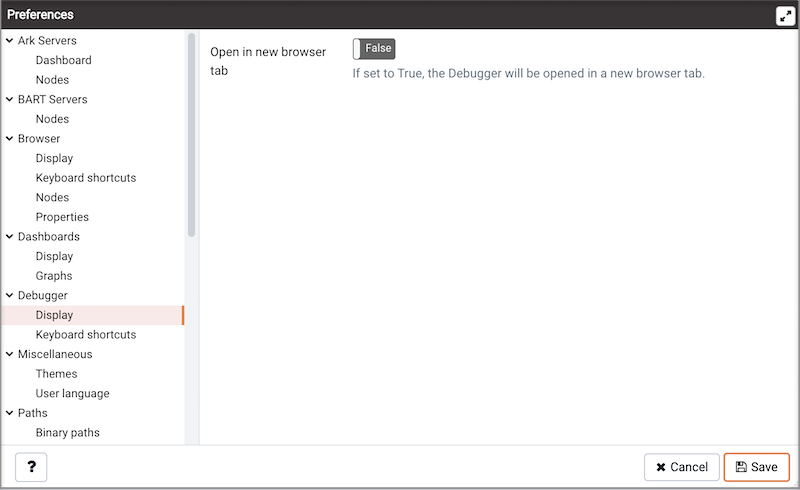 Preferences
Ark Servers
Dashboard
Nodes
BART Servers
Nodes
Browser
Display
Keyboard shortcuts
Nodes
Properties
Dashboards
Display
Graphs
Debugger
Display
Keyboard shortcuts
Miscellaneous
Themes
User language
Paths
Binary paths
Open in new browser
tab
False
If set to True, the Debugger will be opened in a new browser tab.
?
Cancel
Save